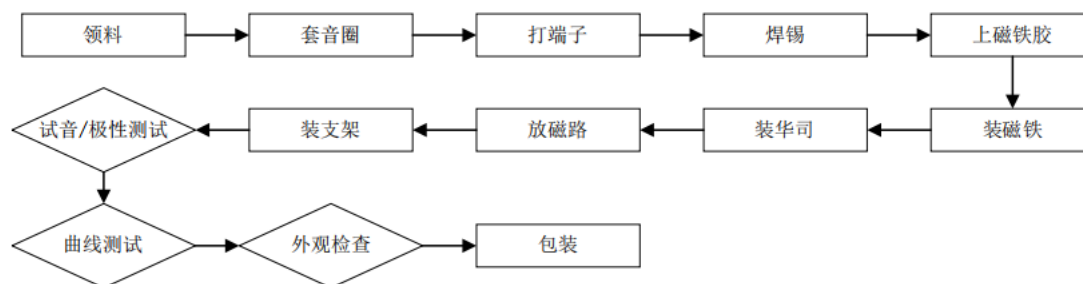 领料
套音圈
打端子
焊锡
上磁铁胶
装磁铁
装华司
放磁路
装支架
试音/极性测试
曲线测试
外观检查
包装